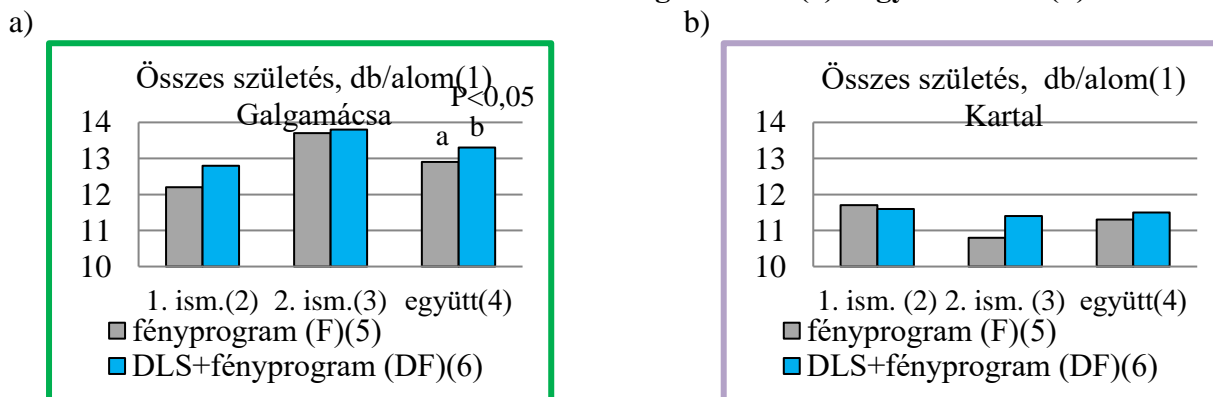 a)
Összes születés, db/alom(1)
Galgamácsa
P<0,05
a
b
14
13
12
11
10
1. ism.(2) 2. ism.(3) együtt(4)
fényprogram (F)(5)
DLS+fényprogram (DF)(6)
b)
Összes születés, db/alom(1)
Kartal
14
13
12
11
10
1. ism. (2) 2. ism. (3) együtt(4)
fényprogram (F)(5)
DLS+fényprogram (DF)(6)